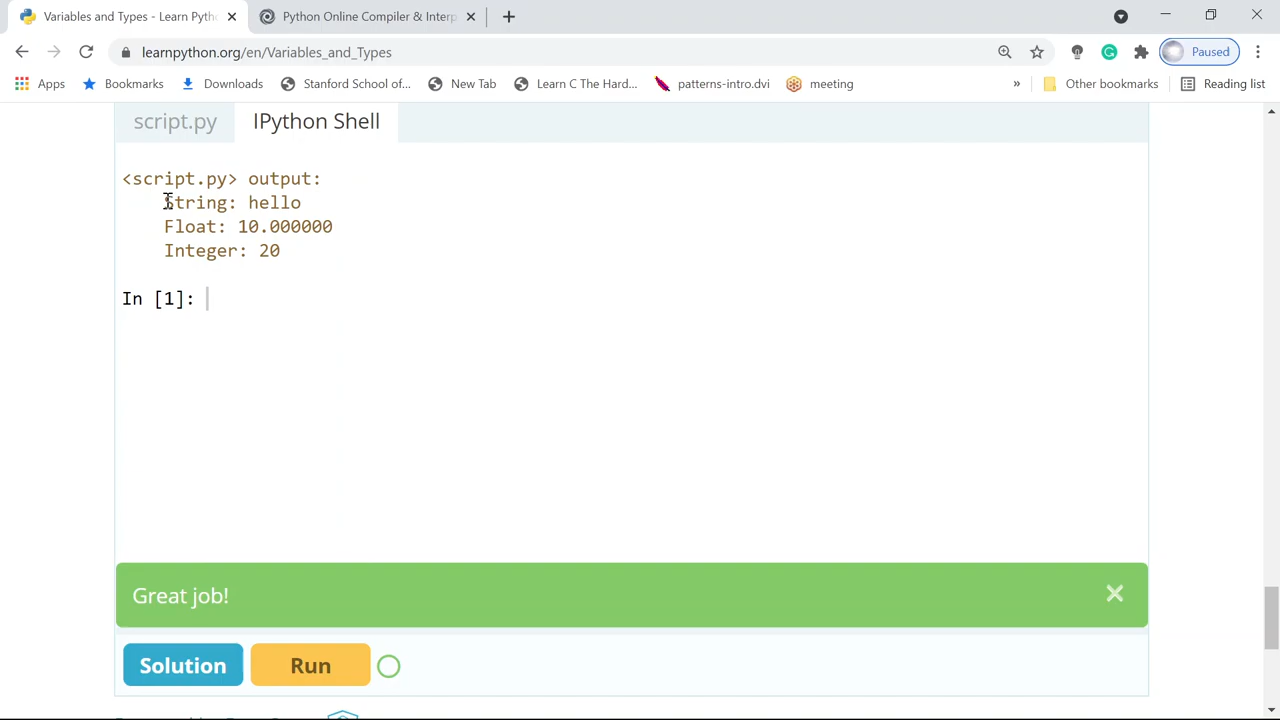 Variables and Types - Learn Pyth
Python Online Compiler & Interp
learnpython.org/en/Variables_and_Types
Paused
Apps
Bookmarks
Downloads
Stanford School of...
New Tab
Learn C The Hard...
patterns-intro.dvi
meeting
»
Other bookmarks
Reading list
script.py
IPython Shell
<script.py> output:
String: hello
Float: 10.000000
Integer: 20
In [1]:
Great job!
Solution
Run